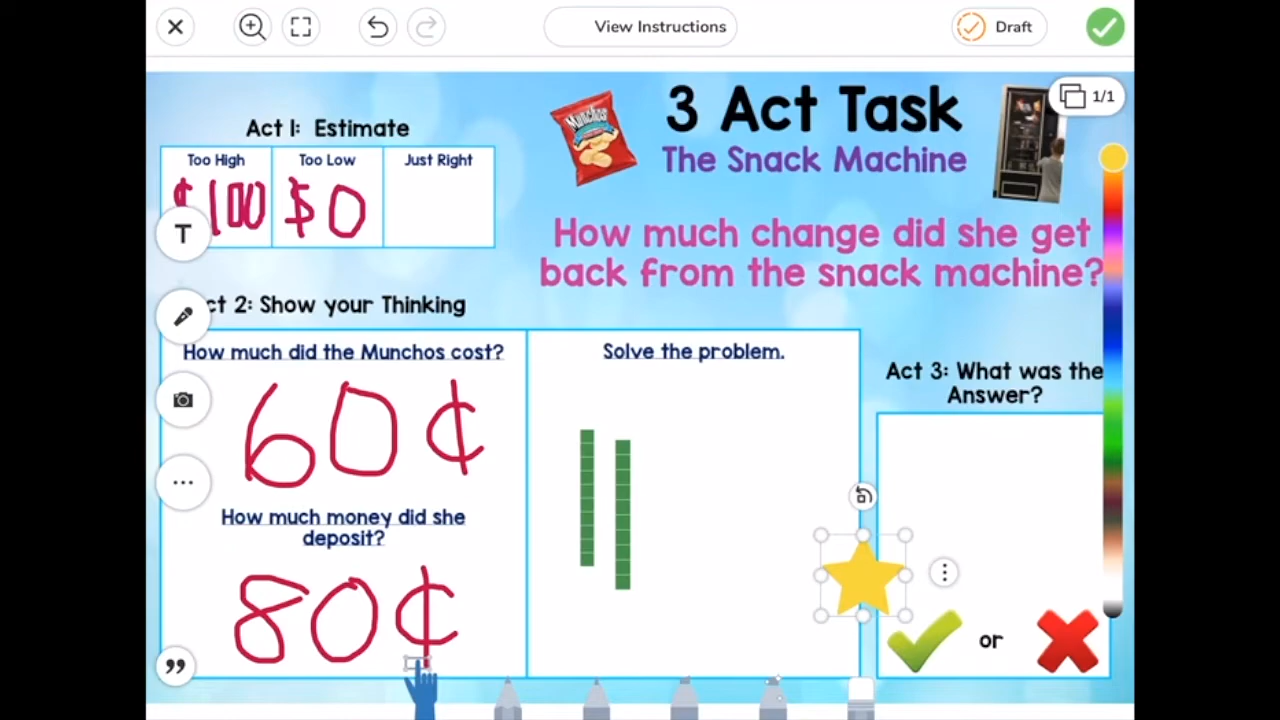 View Instructions
Draft
1/1
3 Act Task
The Snack Machine
Munchos
Act 1: Estimate
Too High
Too Low
Just Right
$100
$0
How much change did she get
back from the snack machine?
ct 2: Show your Thinking
How much did the Munchos cost?
60¢
How much money did she
deposit?
80¢
Solve the problem.
Act 3: What was the
Answer?
or
T